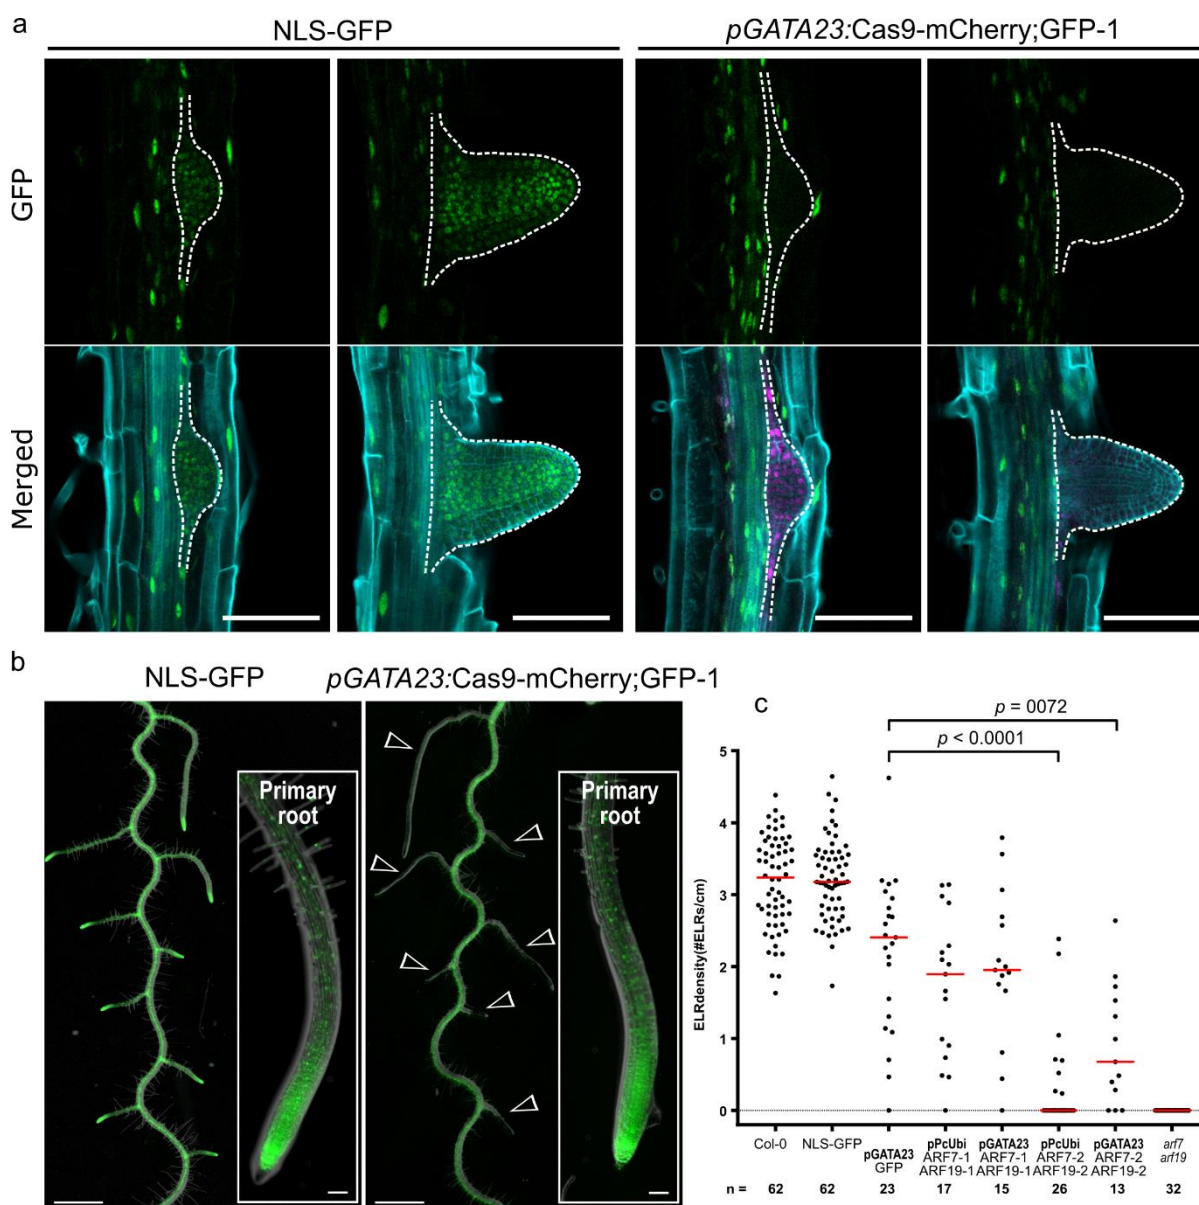 a
NLS-GFP
pGATA23:Cas9-mCherry;GFP-1
GFP
Merged
b
NLS-GFP
pGATA23:Cas9-mCherry;GFP-1
Primary
root
Primary
root
c
p = 0072
p < 0.0001
ELRdensity(#ELRs/cm)
5
4
3
2
1
0
Col-0
NLS-GFP
pGATA23
GFP
pPcUbi
ARF7-1
ARF19-1
pGATA23
ARF7-1
ARF19-1
pPcUbi
ARF7-2
ARF19-2
pGATA23
ARF7-2
ARF19-2
arf7
arf19
n = 62 62 23 17 15 26 13 32